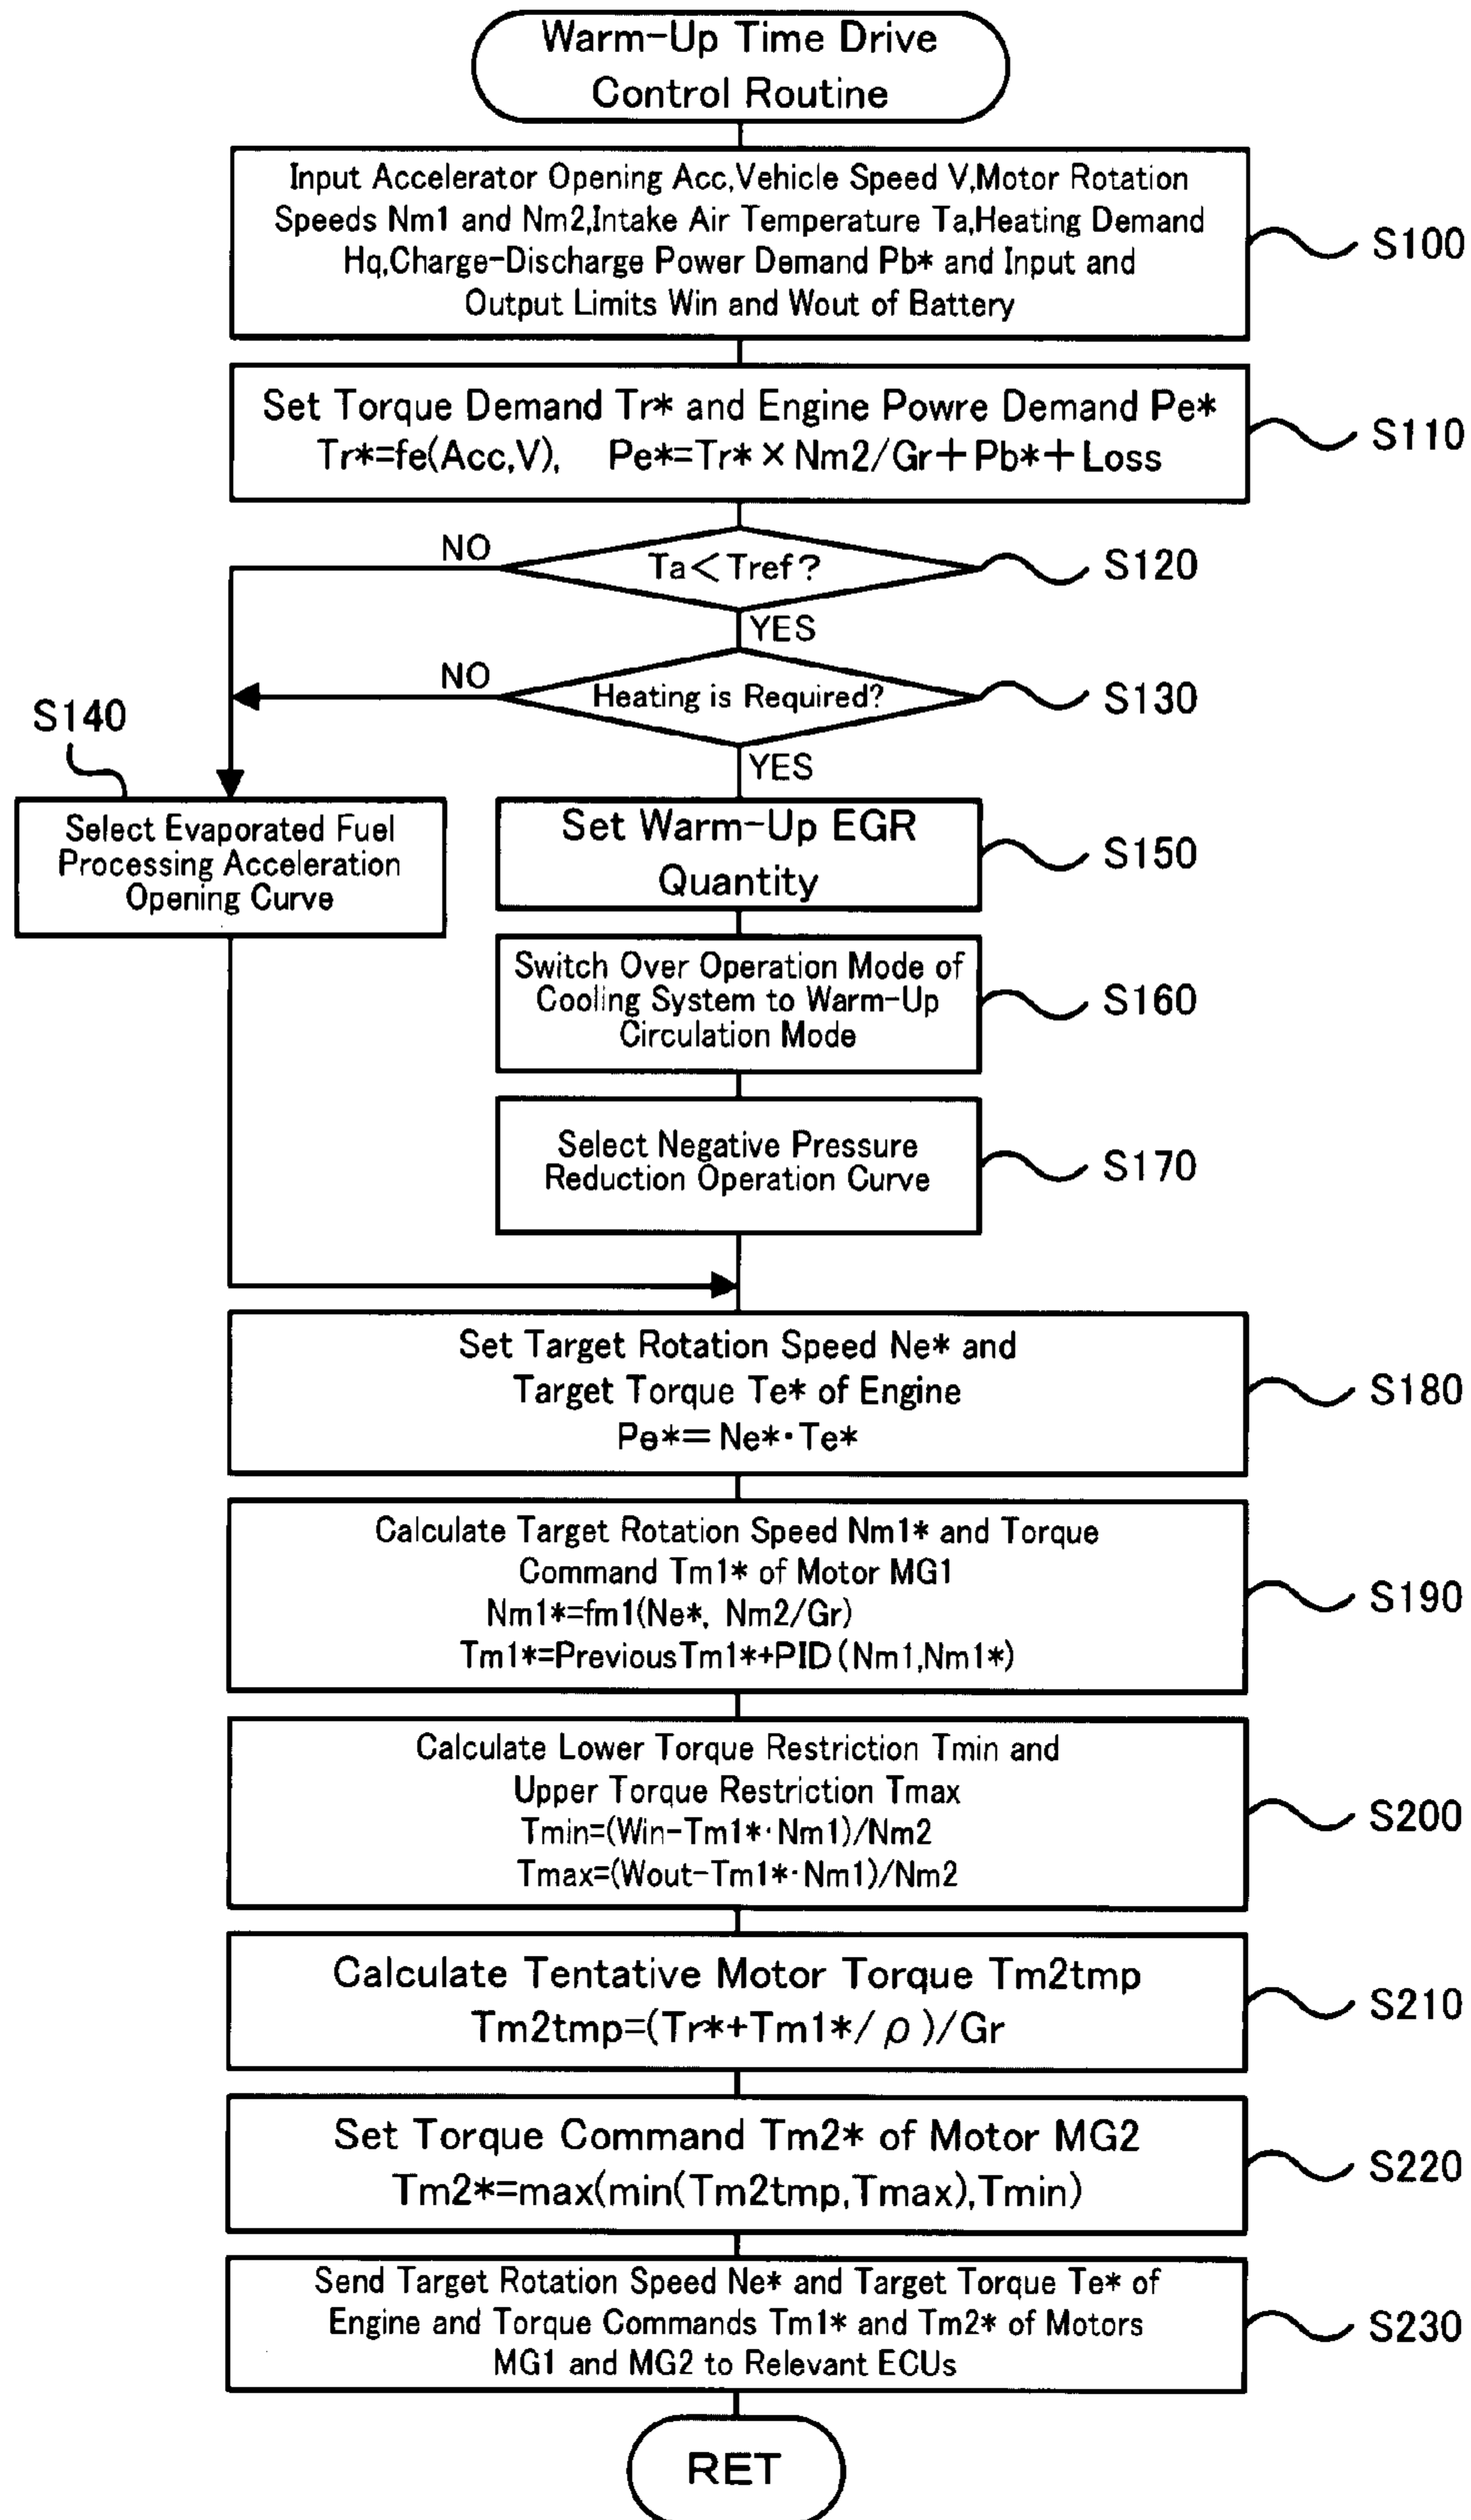 Warm-Up Time Drive
Control Routine
Input Accelerator Opening Acc,Vehicle Speed V,Motor Rotation
Speeds Nm1 and Nm2,Intake Air Temperature Ta,Heating Demand
Hq,Charge-Discharge Power Demand Pb* and Input and
Output Limits Win and Wout of Battery
S100
Set Torque Demand Tr* and Engine Powre Demand Pe*
Tr*=fe(Acc,V), Pe*=Tr*×Nm2/Gr+Pb*+Loss
S110
NO
Ta<Tref?
S120
YES
NO
Heating is Required?
S130
S140
YES
Select Evaporated Fuel
Processing Acceleration
Opening Curve
Set Warm-Up EGR
Quantity
S150
Switch Over Operation Mode of
Cooling System to Warm-Up
Circulation Mode
S160
Select Negative Pressure
Reduction Operation Curve
S170
Set Target Rotation Speed Ne* and
Target Torque Te* of Engine
Pe*=Ne*·Te*
S180
Calculate Target Rotation Speed Nm1* and Torque
Command Tm1* of Motor MG1
Nm1*=fm1(Ne*, Nm2/Gr)
Tm1*=PreviousTm1*+PID(Nm1,Nm1*)
S190
Calculate Lower Torque Restriction Tmin and
Upper Torque Restriction Tmax
Tmin=(Win-Tm1*·Nm1)/Nm2
Tmax=(Wout-Tm1*·Nm1)/Nm2
S200
Calculate Tentative Motor Torque Tm2tmp
Tm2tmp=(Tr*+Tm1*/ρ)/Gr
S210
Set Torque Command Tm2* of Motor MG2
Tm2*=max(min(Tm2tmp,Tmax),Tmin)
S220
Send Target Rotation Speed Ne* and Target Torque Te* of
Engine and Torque Commands Tm1* and Tm2* of Motors
MG1 and MG2 to Relevant ECUs
S230
RET